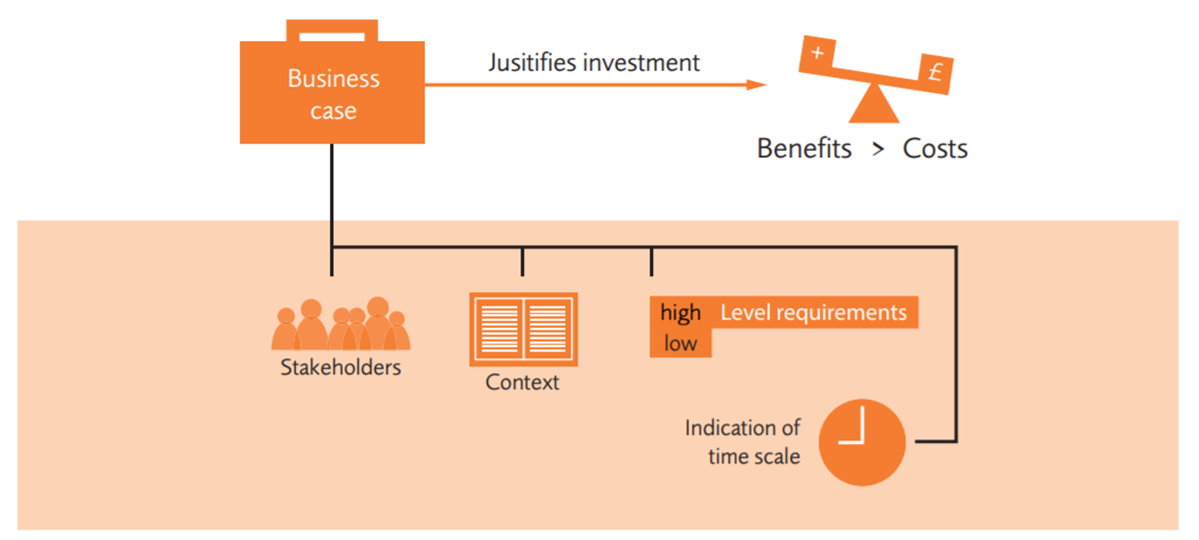 Business
case
Jusitifies investment
+
£
Benefits > Costs
Stakeholders
Context
high Level requirements
low
Indication of
time scale